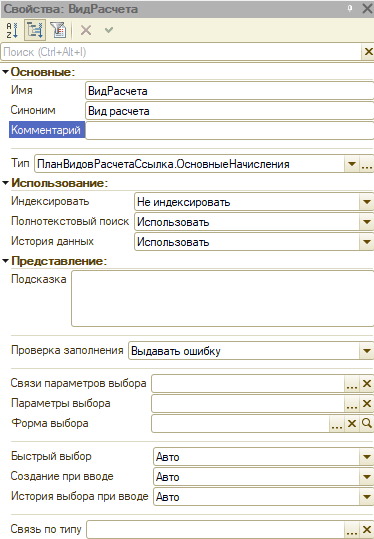 Свойства: ВидРасчета
Поиск (Ctrl+Alt+I)
Основные:
Имя ВидРасчета
Синоним Вид расчета
Комментарий
Тип ПланВидовРасчетаСсылка.ОсновныеНачисления
Использование:
Индексировать Не индексировать
Полнотекстовый поиск Использовать
История данных Использовать
Представление:
Подсказка
Проверка заполнения Выдавать ошибку
Связи параметров выбора
Параметры выбора
Форма выбора
Быстрый выбор Авто
Создание при вводе Авто
История выбора при вводе Авто
Связь по типу